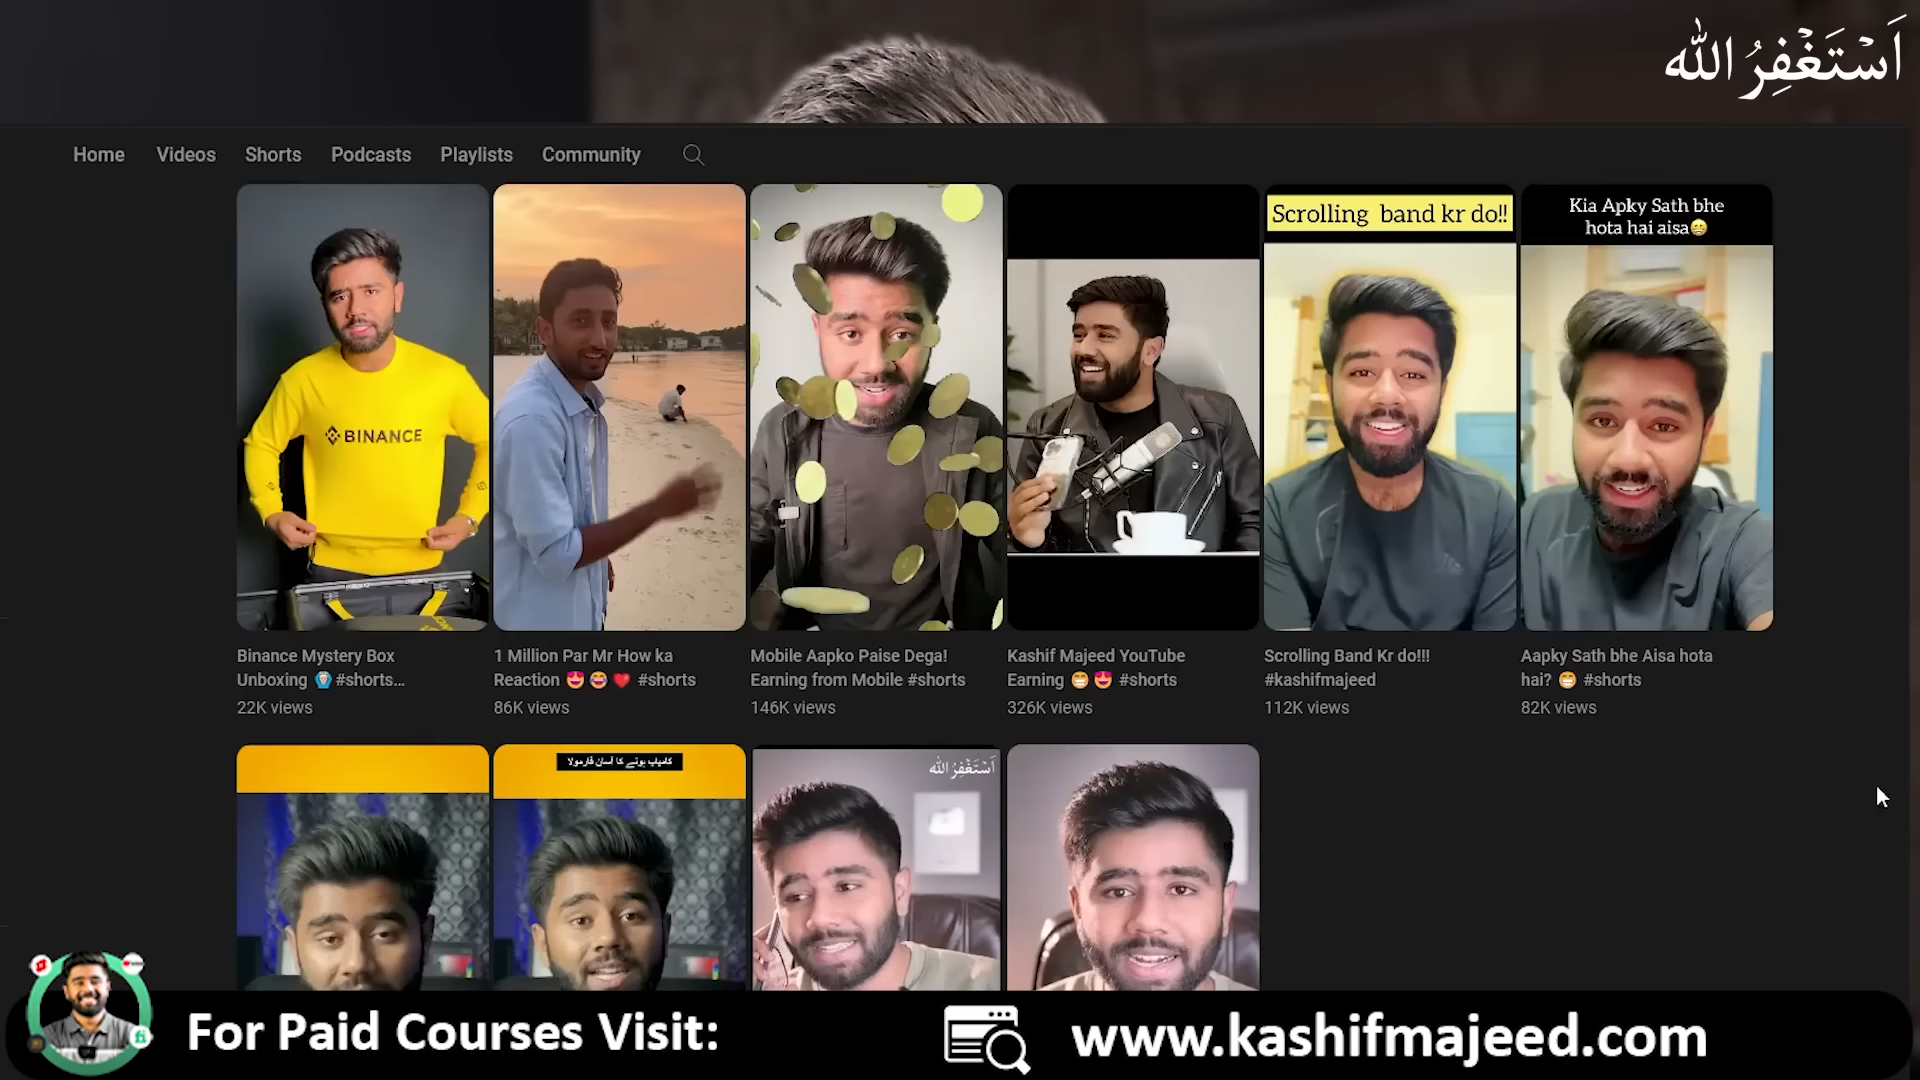 اَسْتَغْفِرُ اللّٰه
Home Videos Shorts Podcasts Playlists Community
BINANCE
Scrolling band kr do!!
Kia Apky Sath bhe
hota hai aisa😁
Binance Mystery Box
Unboxing 🙆‍♂️ #shorts...
22K views
1 Million Par Mr How ka
Reaction 😍 😂 ❤️ #shorts
86K views
Mobile Aapko Paise Dega!
Earning from Mobile #shorts
146K views
Kashif Majeed YouTube
Earning 😁 😍 #shorts
326K views
Scrolling Band Kr do!!!
#kashifmajeed
112K views
Aapky Sath bhe Aisa hota
hai? 😁 #shorts
82K views
کامیاب ہونے کا آسان فارمولا
اَسْتَغْفِرُ اللّٰه
For Paid Courses Visit:
www.kashifmajeed.com